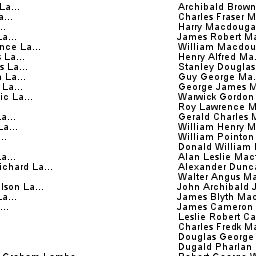 La... Archibald Brown
a... Charles Fraser M
... Harry Macdouga
a... James Robert Ma
nce La... William Macdou
s La... Henry Alfred Ma.
s La... Stanley Douglas
n La... Guy George Ma.
La... George James M
ic La... Warwick Gordon
Roy Lawrence M
La... Gerald Charles M
La... William Henry M
... William Pointon
Donald William
La... Alan Leslie Mac
ichard La... Alexander Dunca
Walter Angus Ma
lson La... John Archibald J
La... James Blyth Mac
... James Cameron
Leslie Robert Ca
Charles Fredk Ma
Douglas George
Dugald Pharlan